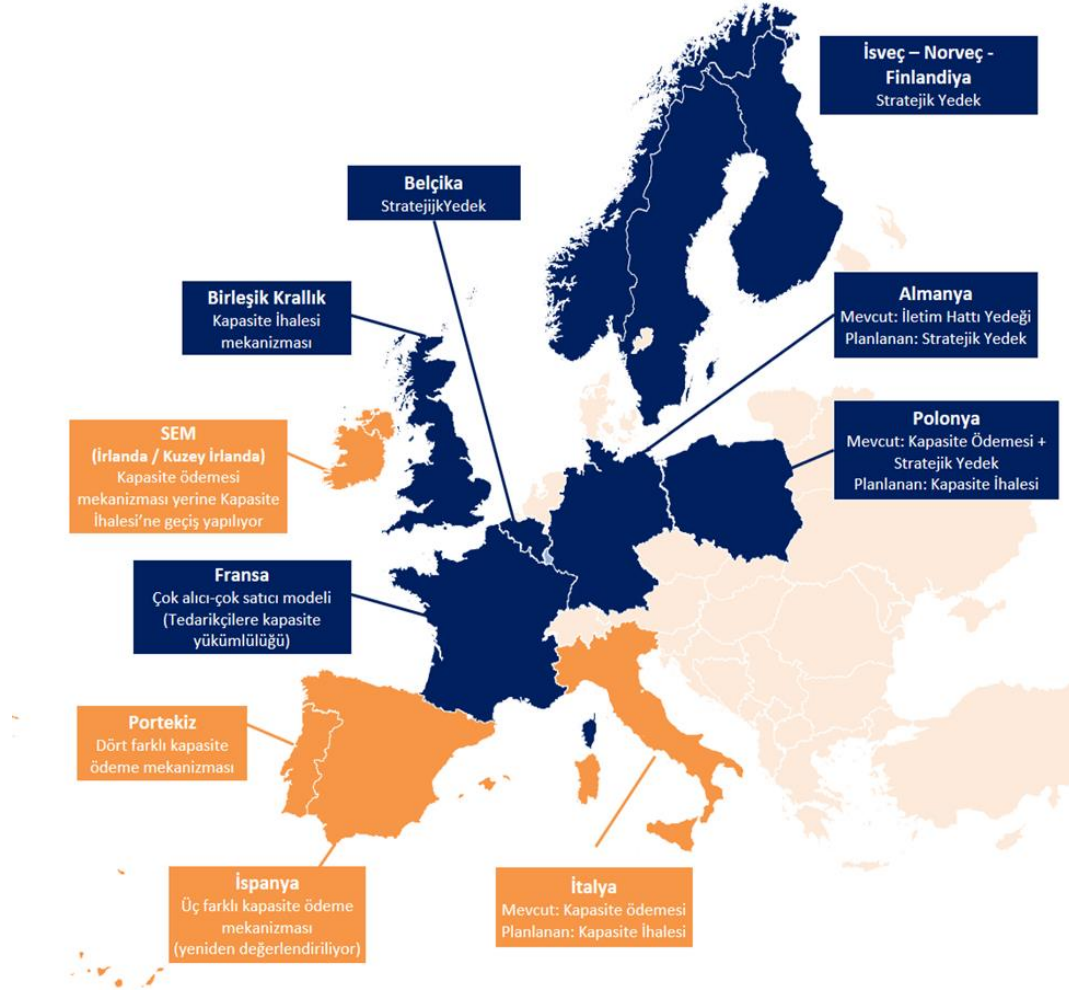 İsveç – Norveç -
Finlandiya
Stratejik Yedek
Belçika
StratejijkYedek
Birleşik Krallık
Kapasite İhalesi
mekanizması
Almanya
Mevcut: İletim Hattı Yedeği
Planlanan: Stratejik Yedek
SEM
(İrlanda / Kuzey İrlanda)
Kapasite ödemesi
mekanizması yerine Kapasite
İhalesi’ne geçiş yapılıyor
Polonya
Mevcut: Kapasite Ödemesi +
Stratejik Yedek
Planlanan: Kapasite İhalesi
Fransa
Çok alıcı-çok satıcı modeli
(Tedarikçilere kapasite
yükümlülüğü)
Portekiz
Dört farklı kapasite
ödeme mekanizması
İspanya
Üç farklı kapasite ödeme
mekanizması
(yeniden değerlendiriliyor)
İtalya
Mevcut: Kapasite ödemesi
Planlanan: Kapasite İhalesi